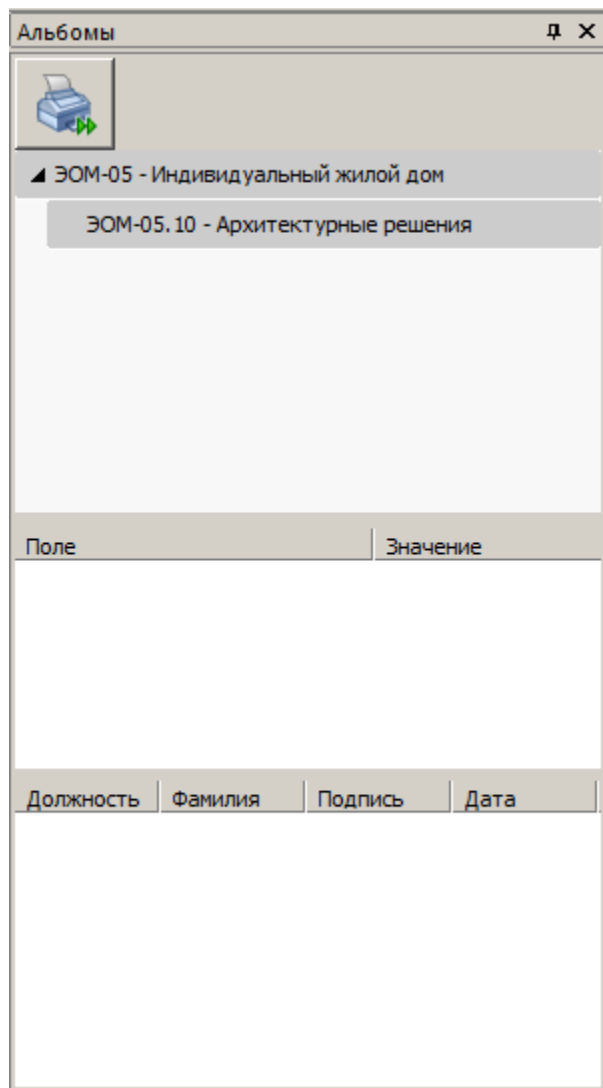 Альбомы
ЭОМ-05 - Индивидуальный жилой дом
ЭОМ-05.10 - Архитектурные решения
Поле Значение
Должность Фамилия Подпись Дата